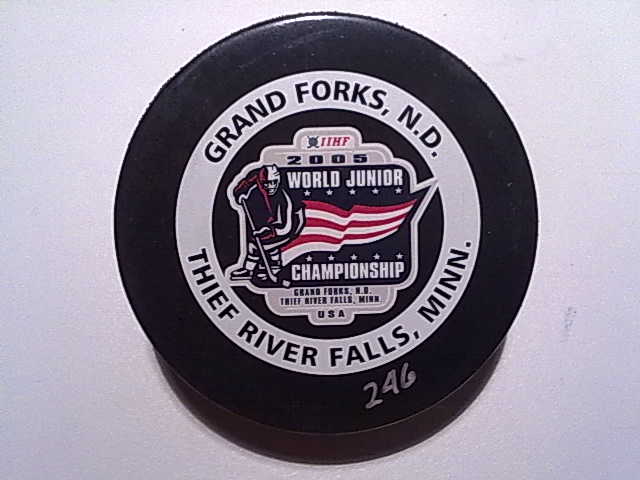 GRAND FORKS, N.D.
IIHF
2005
WORLD JUNIOR
CHAMPIONSHIP
GRAND FORKS, N.D.
THIEF RIVER FALLS, MINN.
USA
THIEF RIVER FALLS, MINN.
246